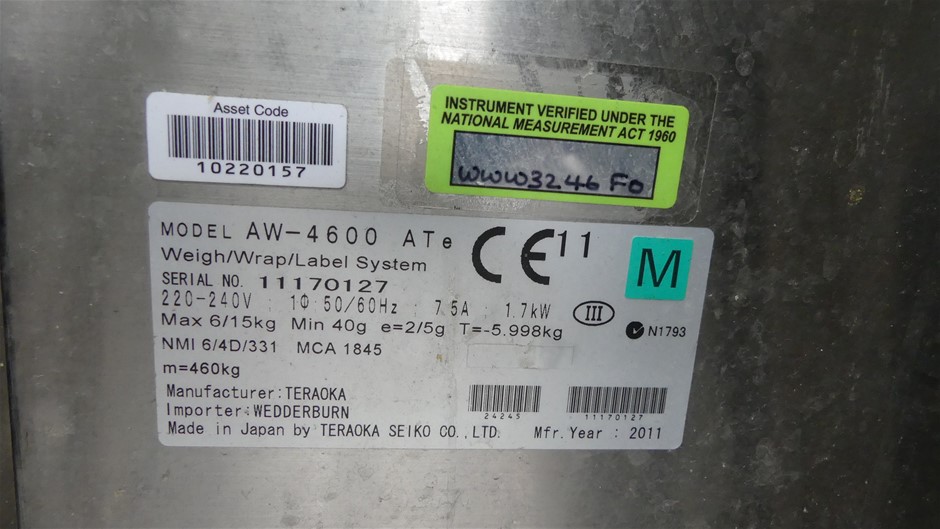 Asset Code
10220157
INSTRUMENT VERIFIED UNDER THE
NATIONAL MEASUREMENT ACT 1960
WWW3246 FO
MODEL AW-4600 ATe
CE 11
M
Weigh/Wrap/Label System
SERIAL NO. 11170127
220-240V : 1Φ 50/60Hz : 7.5A : 1.7kW
III
Max 6/15kg Min 40g e=2/5g T=-5.998kg
N1793
NMI 6/4D/331 MCA 1845
m=460kg
Manufacturer:TERAOKA
Importer:WEDDERBURN
24245
11170127
Made in Japan by TERAOKA SEIKO CO.,LTD. Mfr.Year : 2011